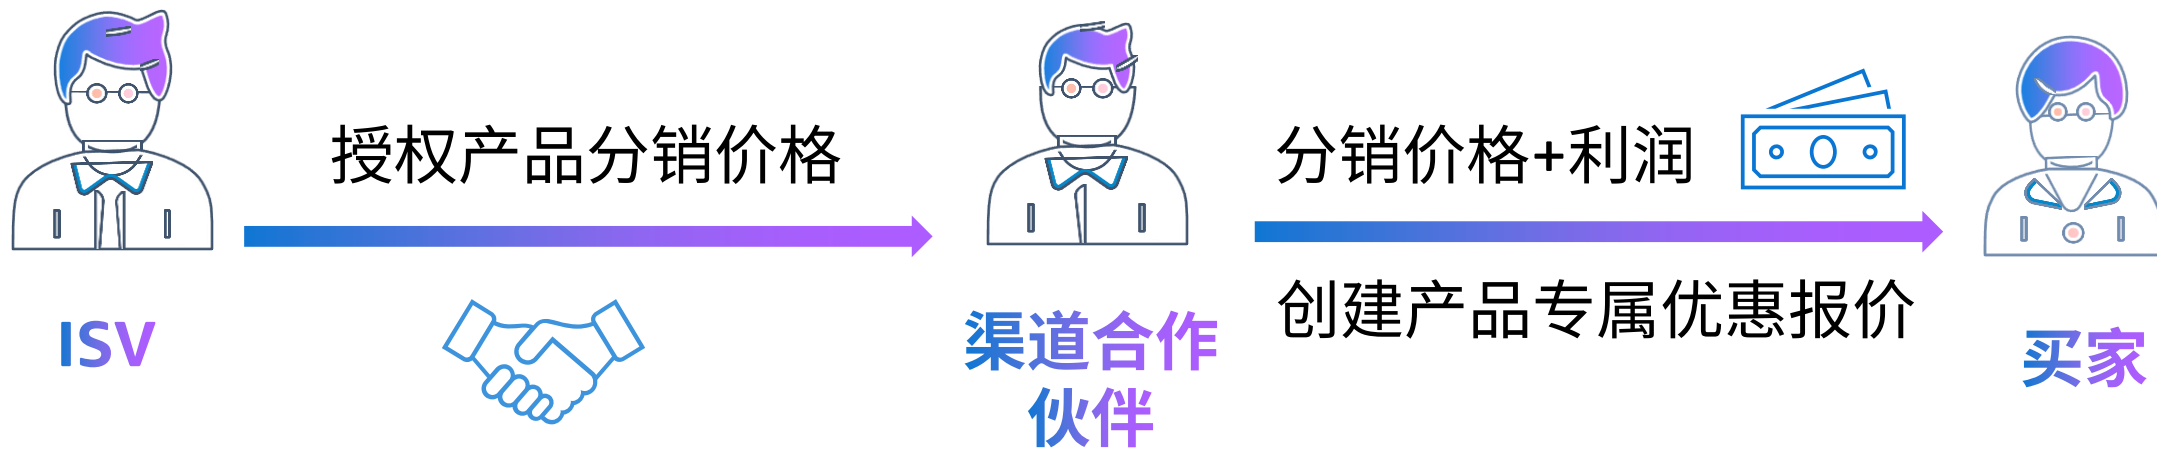 授权产品分销价格
分销价格+利润
创建产品专属优惠报价
ISV
渠道合作
伙伴
买家